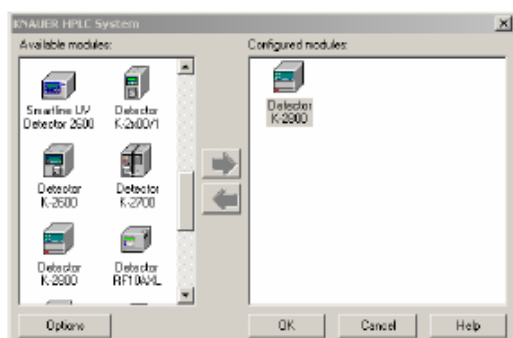 KNAUER HPLC System
Available modules:
Configured modules:
Smartline UV
Detector 2600
Detector
K-2x00/1
Detector
K-2600
Detector
K-2700
Detector
K-2800
Detector
RF10AXL
Detector
K-2800
Options
OK
Cancel
Help